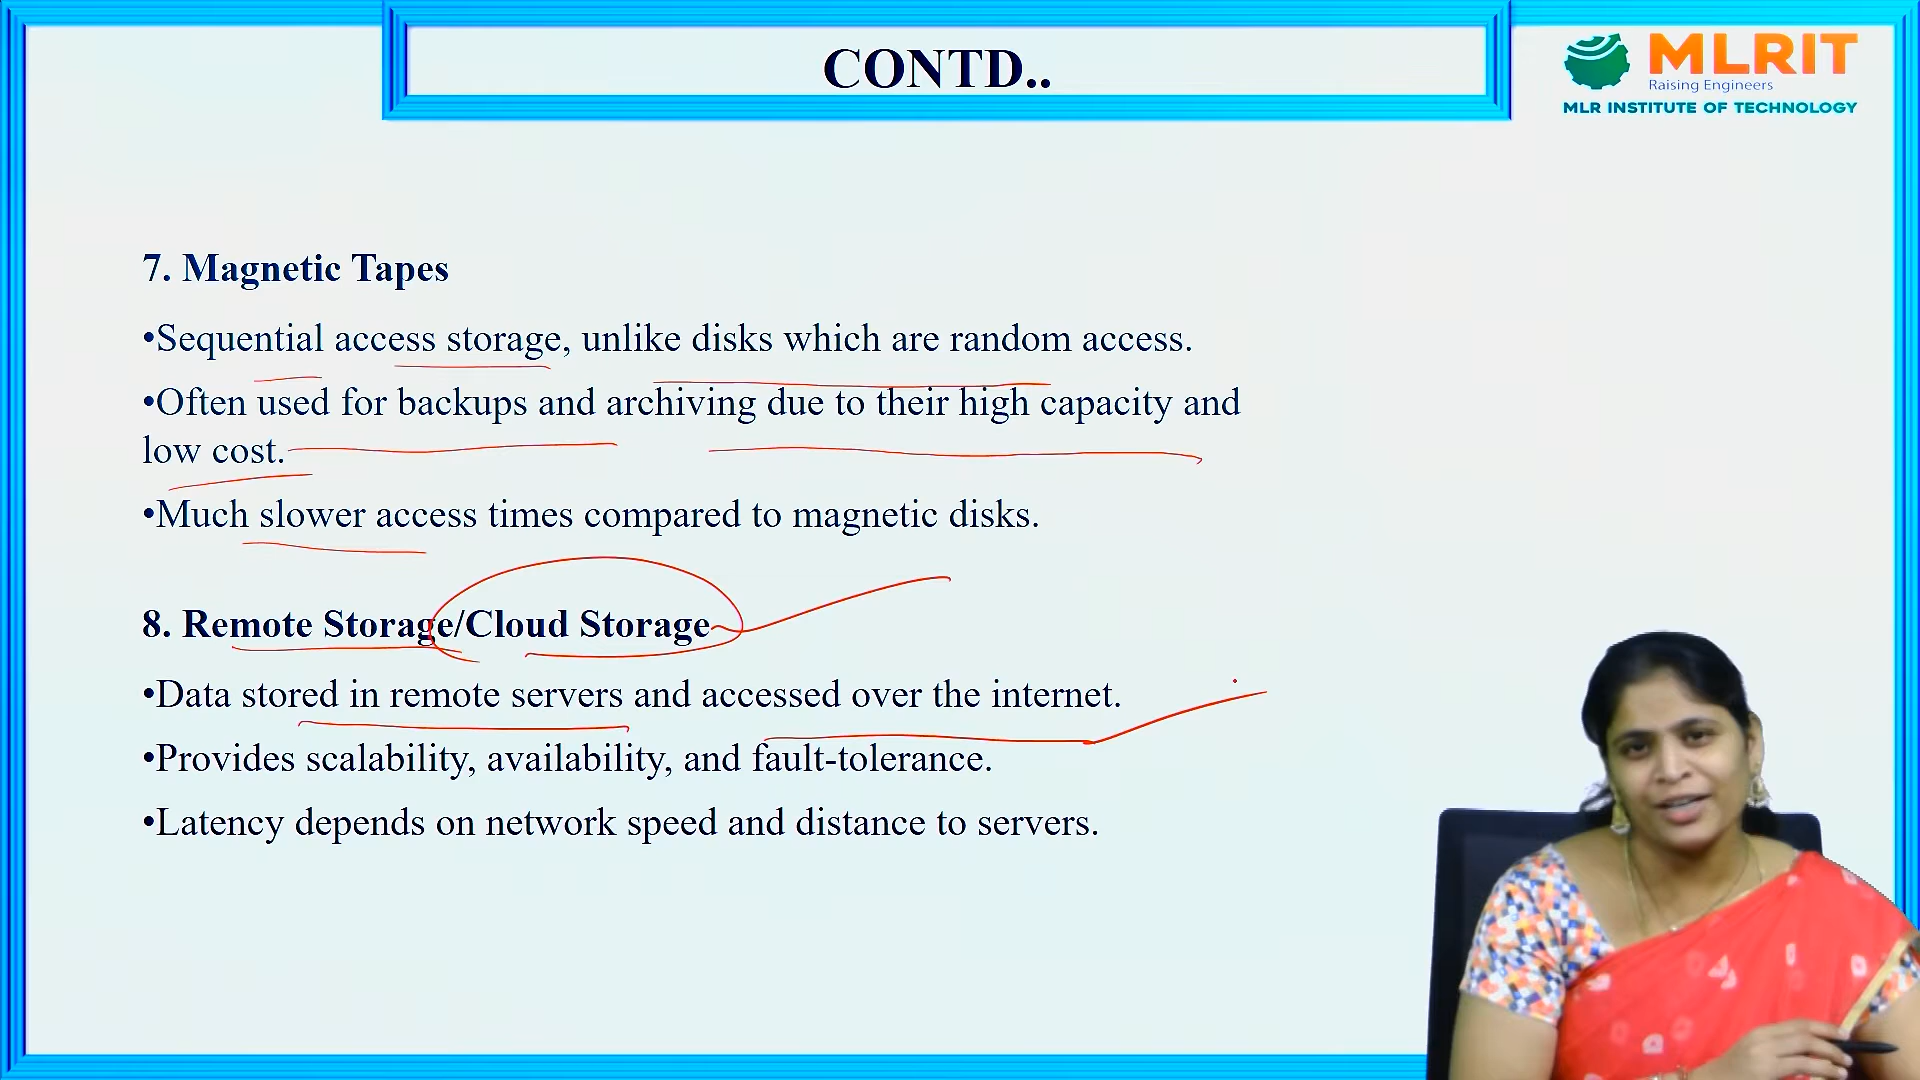 CONTD..
MLRIT
Raising Engineers
MLR INSTITUTE OF TECHNOLOGY
7. Magnetic Tapes
•Sequential access storage, unlike disks which are random access.
•Often used for backups and archiving due to their high capacity and
low cost.
•Much slower access times compared to magnetic disks.
8. Remote Storage/Cloud Storage
•Data stored in remote servers and accessed over the internet.
•Provides scalability, availability, and fault-tolerance.
•Latency depends on network speed and distance to servers.